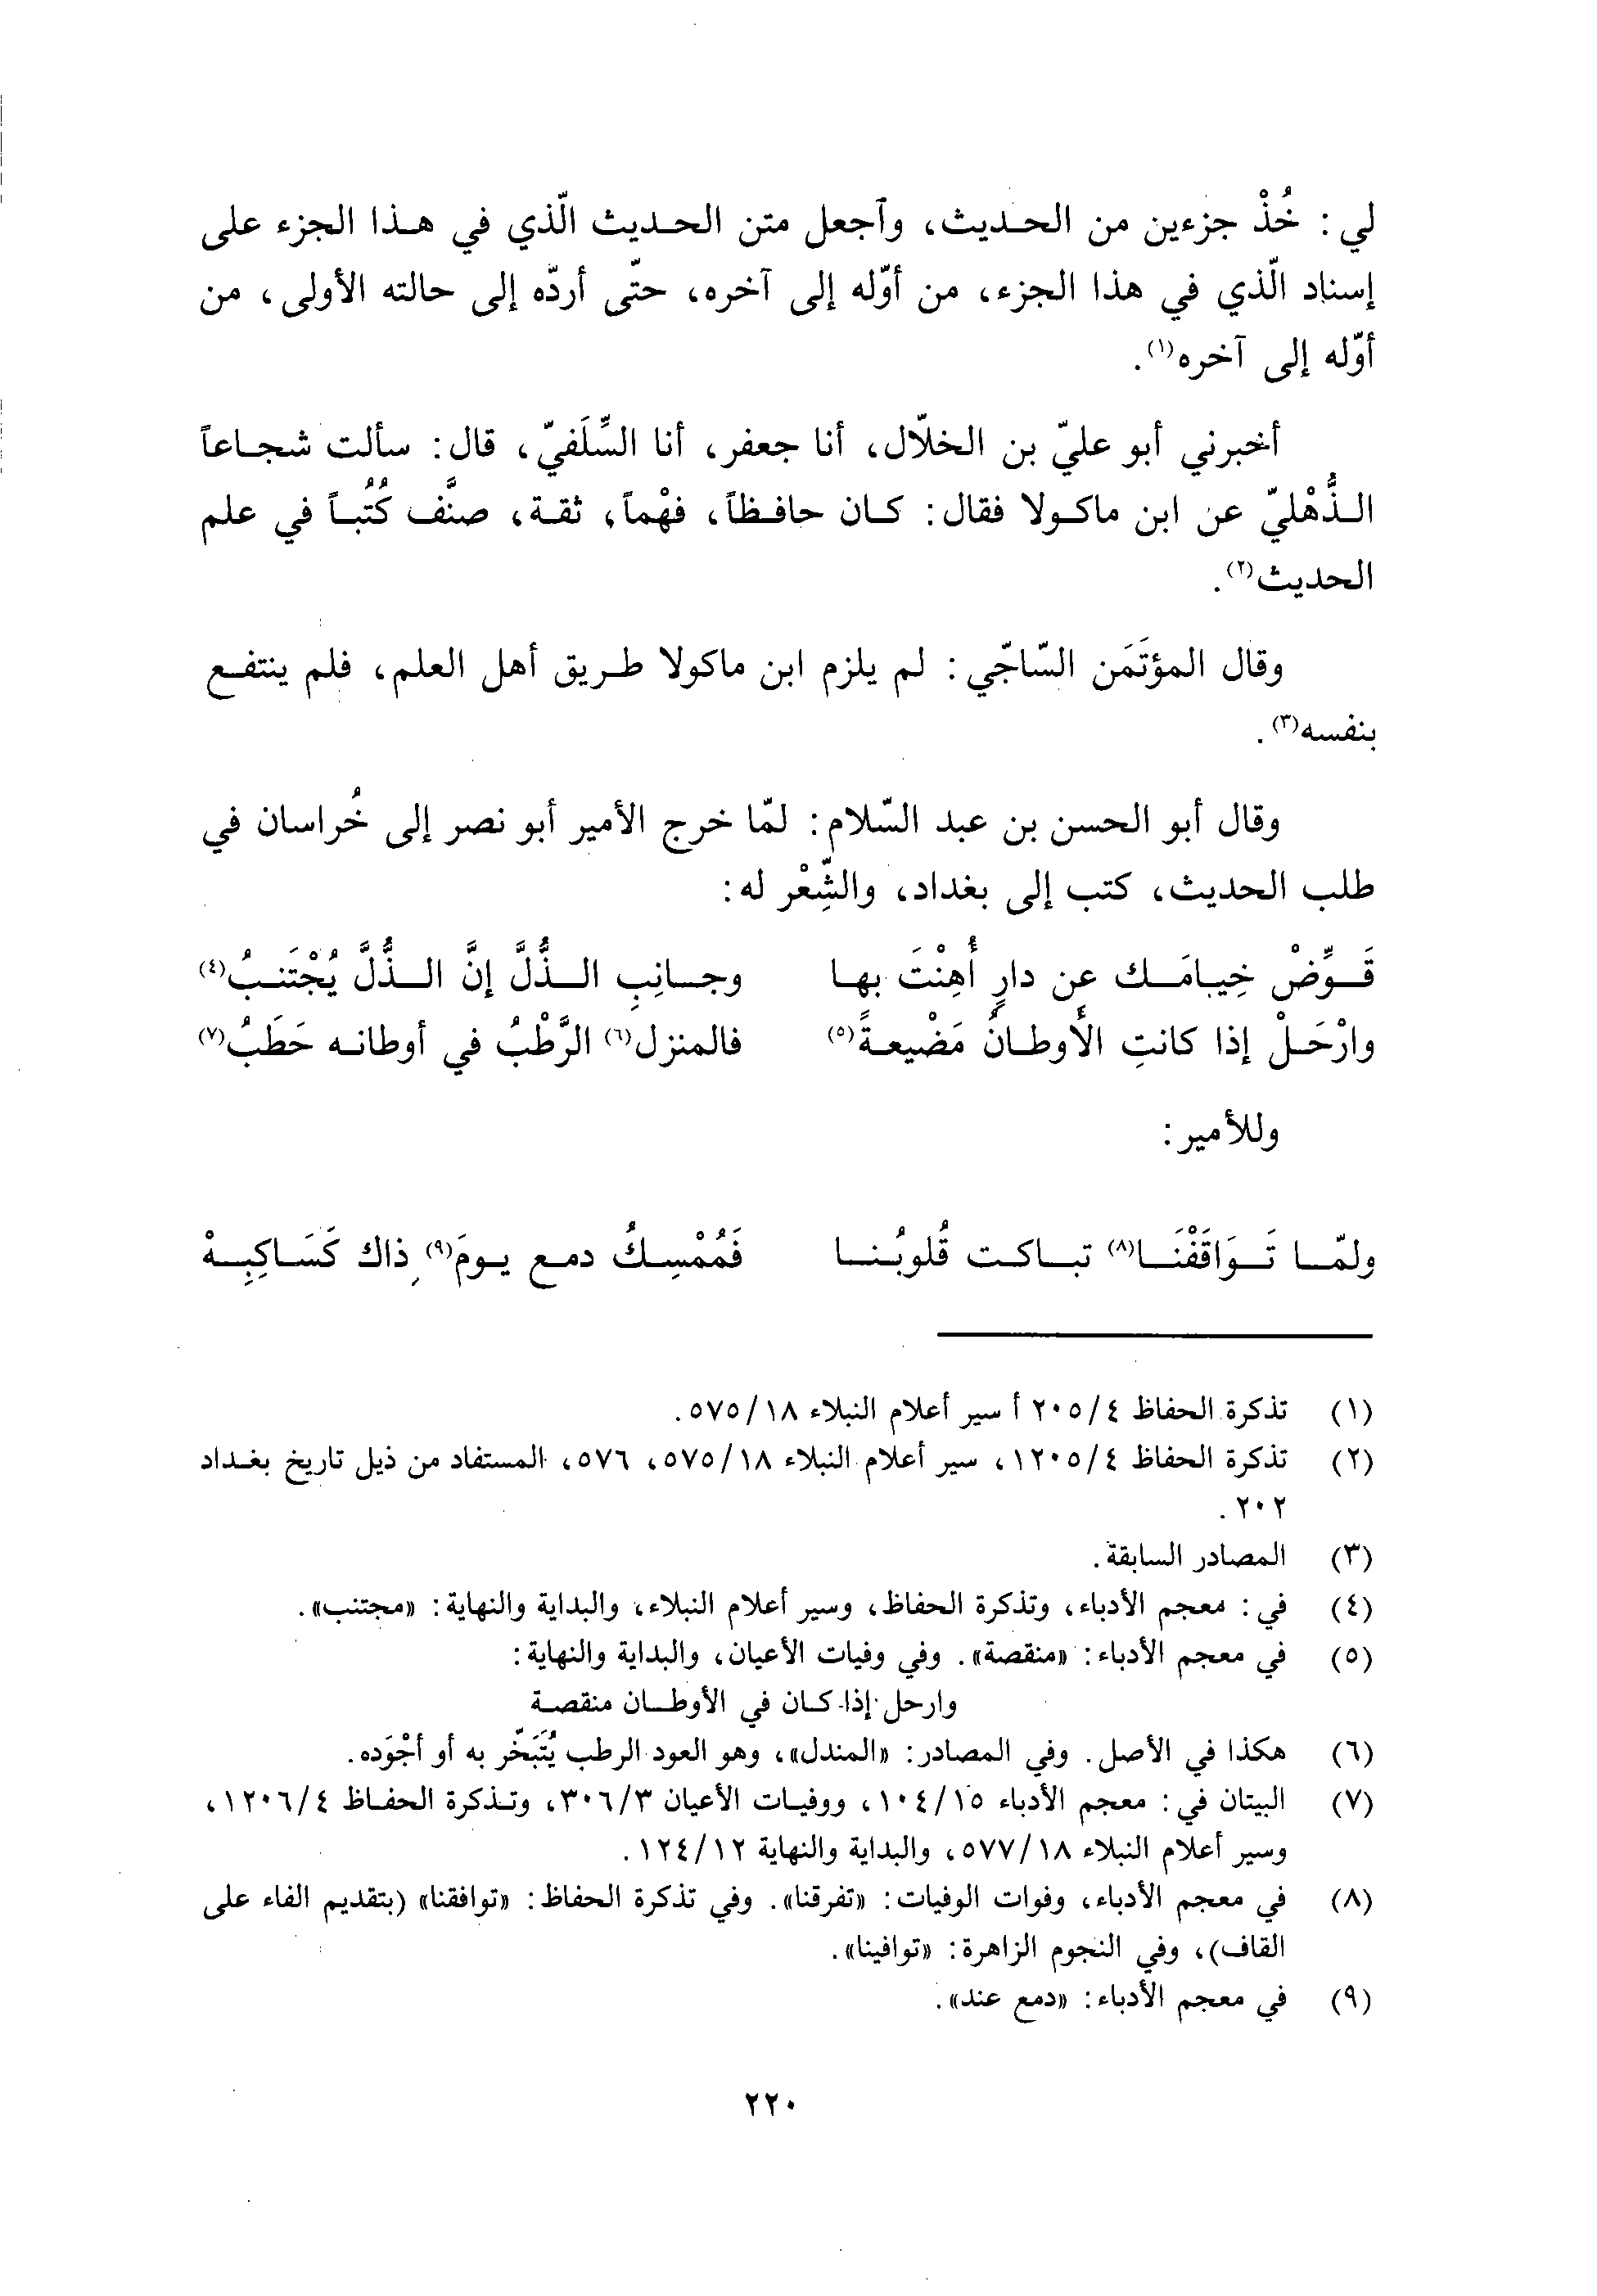 لي: خُذْ جزءين من الحديث، وآجعل متن الحديث الّذي في هذا الجزء على
إسناد الّذي في هذا الجزء، من أوّله إلى آخره، حتّى أردّه إلى حالته الأولى، من
أوّله إلى آخره(١).
أخبرني أبو عليّ بن الخلّال، أنا جعفر، أنا السِّلَفيّ، قال: سألت شجاعاً
الذُّهْليّ عن ابن ماكولا فقال: كان حافظاً، فهْماً، ثقة، صنَّف كُتُباً في علم
الحديث(٢).
وقال المؤتَمَن السّاجّي: لم يلزم ابن ماكولا طريق أهل العلم، فلم ينتفع
بنفسه(٣).
وقال أبو الحسن بن عبد السّلام: لمّا خرج الأمير أبو نصر إلى خُراسان في
طلب الحديث، كتب إلى بغداد، والشِّعْر له:
قَوِّضْ خِيامَك عن دارٍ أُهِنْتَ بها وجانِبِ الذُّلَّ إنَّ الذُّلَّ يُجْتَنبُ(٤)
وارْحَلْ إذا كانتِ الأَوطانُ مَضْيعةً(٥) فالمنزل(٦) الرَّطْبُ في أوطانه حَطَبُ(٧)
وللأمير:
ولمّا تَوَاقَفْنَا(٨) تباكت قُلوبُنا فَمُمْسِكُ دمع يومَ(٩) ذاك كَسَاكِبِهْ
(١) تذكرة الحفاظ ٢٠٥/٤ أ سير أعلام النبلاء ٥٧٥/١٨.
(٢) تذكرة الحفاظ ١٢٠٥/٤، سير أعلام النبلاء ٥٧٥/١٨، ٥٧٦، المستفاد من ذيل تاريخ بغداد
٢٠٢.
(٣) المصادر السابقة.
(٤) في: معجم الأدباء، وتذكرة الحفاظ، وسير أعلام النبلاء، والبداية والنهاية: «مجتنب».
(٥) في معجم الأدباء: «منقصة». وفي وفيات الأعيان، والبداية والنهاية:
وارحل إذا كان في الأوطان منقصة
(٦) هكذا في الأصل. وفي المصادر: «المندل»، وهو العود الرطب يُتَبَخّر به أو أجْوَده.
(٧) البيتان في: معجم الأدباء ١٠٤/١٥، ووفيات الأعيان ٣٠٦/٣، وتذكرة الحفاظ ١٢٠٦/٤،
وسير أعلام النبلاء ٥٧٧/١٨، والبداية والنهاية ١٢٤/١٢.
(٨) في معجم الأدباء، وفوات الوفيات: «تفرقنا». وفي تذكرة الحفاظ: «توافقنا» (بتقديم الفاء على
القاف)، وفي النجوم الزاهرة: «توافينا».
(٩) في معجم الأدباء: «دمع عند».
٢٢٠